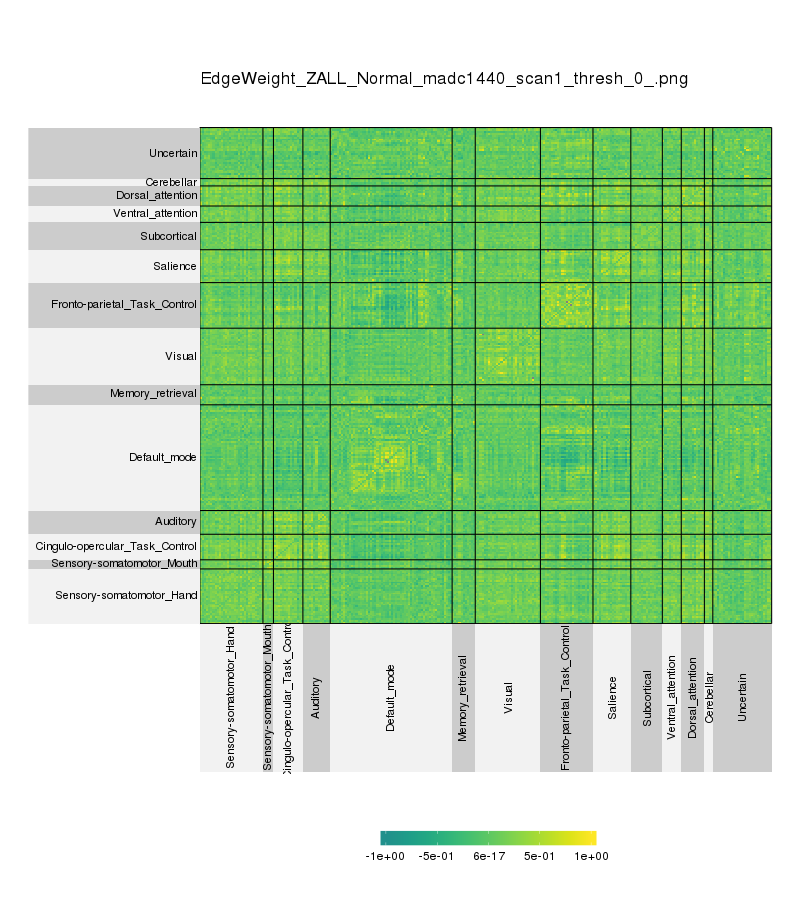 EdgeWeight_ZALL_Normal_madc1440_scan1_thresh_0_.png
Uncertain
Cerebellar
Dorsal_attention
Ventral_attention
Subcortical
Salience
Fronto-parietal_Task_Control
Visual
Memory_retrieval
Default_mode
Auditory
Cingulo-opercular_Task_Control
Sensory-somatomotor_Mouth
Sensory-somatomotor_Hand
Sensory-somatomotor_Hand
Sensory-somatomotor_Mouth
Cingulo-opercular_Task_Control
Auditory
Default_mode
Memory_retrieval
Visual
Fronto-parietal_Task_Control
Salience
Subcortical
Ventral_attention
Dorsal_attention
Cerebellar
Uncertain
-1e+00 -5e-01 6e-17 5e-01 1e+00